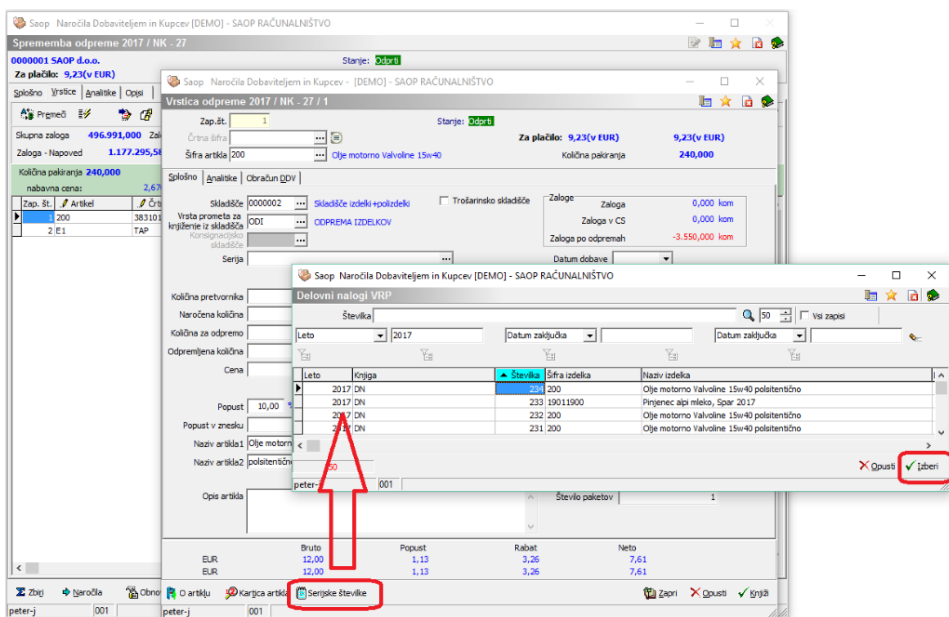 Saop Naročila Dobaviteljem in Kupcev [DEMO] - SAOP RAČUNALNIŠTVO
Sprememba odpreme 2017 / NK - 27
0000001 SAOP d.o.o.
Stanje: Odprti
Za plačilo: 9,23(v EUR)
Splošno Vrstice Analitike Opisi
Premeč
Skupna zaloga 496.991,000
Zaloga - Napoved
Količina pakiranja 240,000
nabavna cena:
Zap. št. Artikel
1 200 383101
2 E1 TAP
Zbirj Naročila
peter-j 001
Saop Naročila Dobaviteljem in Kupcev - [DEMO] - SAOP RAČUNALNIŠTVO
Vrstica odpreme 2017 / NK - 27 / 1
Zap.št. 1 Stanje: Odprti
Črtna šifra ... Za plačilo: 9,23(v EUR) 9,23(v EUR)
Šifra artikla 200 ... Olje motorno Valvoline 15w40 Količina pakiranja 240,000
Splošno Analitike Obračun DDV
Skladišče 0000002 ... Skladišče izdelki+polizdelki Trošarinsko skladišče Zaloge
Zaloga 0,000 kom
Vrsta prometa za knjiženje iz skladišča ODI ... ODPREMA IZDELKOV
Zaloga v CS 0,000 kom
Konsignacijsko skladišče ...
Zaloga po odpremah -3.550,000 kom
Serija ... Datum dobave
Količina pretvornika
Naročena količina
Količina za odpremo
Odpremljena količina
Cena
Popust 10,00
Popust v znesku
Naziv artikla1
Naziv artikla2
Opis artikla
Število paketov 1
Bruto Popust Rabat Neto
EUR 12,00 1,13 3,26 7,61
EUR 12,00 1,13 3,26 7,61
O artiklu Kartica artikla Serijske številke Zapri Opusti Knjiži
peter-j 001
Saop Naročila Dobaviteljem in Kupcev [DEMO] - SAOP RAČUNALNIŠTVO
Delovni nalogi VRP
Številka 50 Vsi zapisi
Leto 2017 Datum zaključka Datum zaključka
Leto Knjiga Številka Šifra izdelka Naziv izdelka
2017 DN 234 200 Olje motorno Valvoline 15w40 polsitentično
2017 DN 233 19011900 Pinjenec alpi mleko, Spar 2017
2017 DN 232 200 Olje motorno Valvoline 15w40 polsitentično
2017 DN 231 200 Olje motorno Valvoline 15w40 polsitentično
Opusti Izberi
peter-j 001